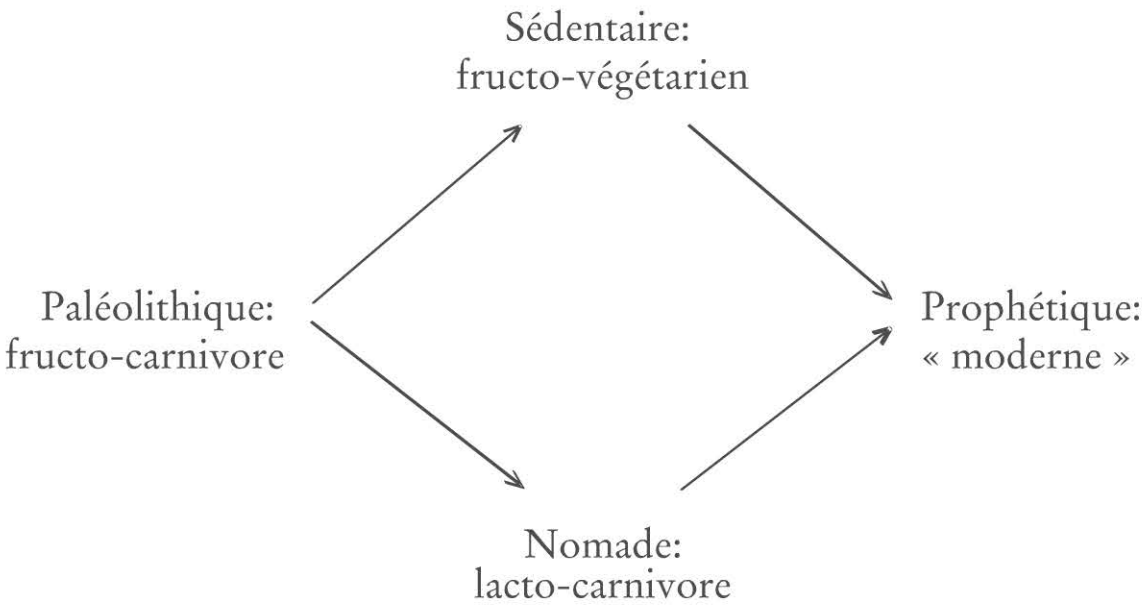 Sédentaire:
fructo-végétarien
Paléolithique:
fructo-carnivore
Prophétique:
« moderne »
Nomade:
lacto-carnivore